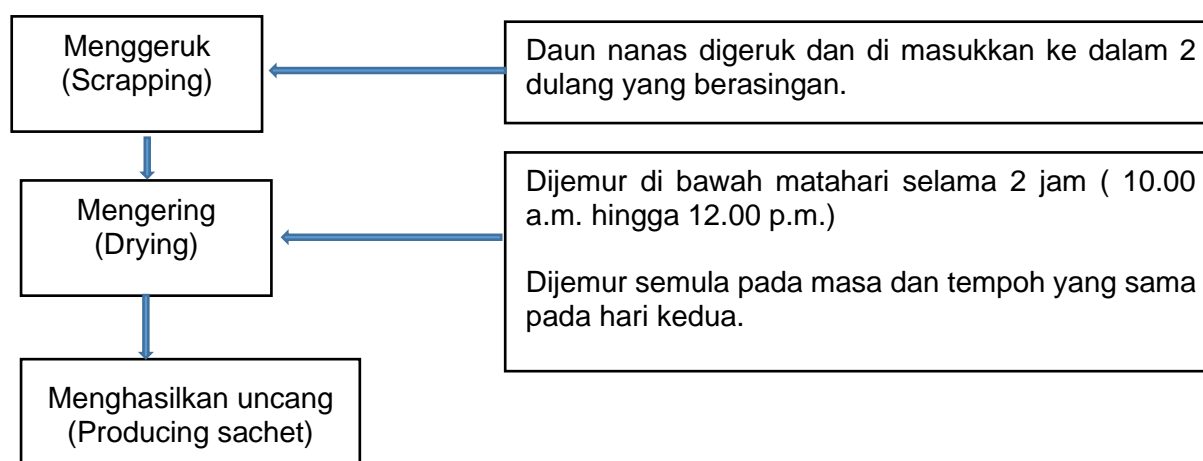 Menggeruk
(Scrapping)
Daun nanas digeruk dan di masukkan ke dalam 2
dulang yang berasingan.
Mengering
(Drying)
Dijemur di bawah matahari selama 2 jam ( 10.00
a.m. hingga 12.00 p.m.)
Dijemur semula pada masa dan tempoh yang sama
pada hari kedua.
Menghasilkan uncang
(Producing sachet)